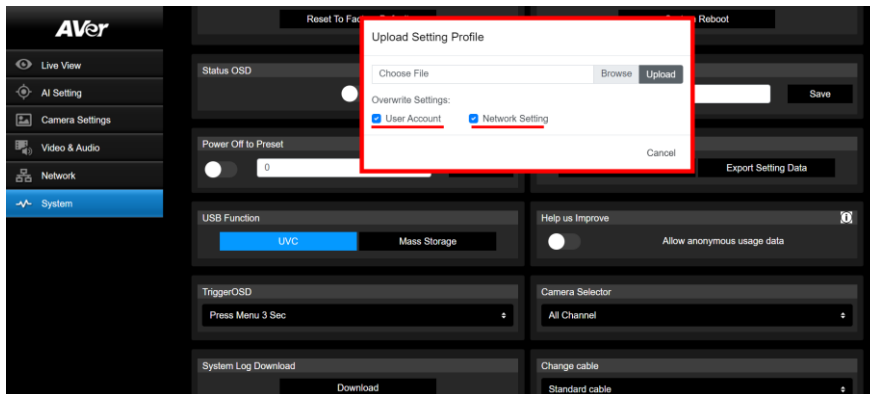 AVer
Live View
AI Setting
Camera Settings
Video & Audio
Network
System
Reset To Fac
Reboot
Upload Setting Profile
Choose File Browse Upload
Overwrite Settings:
User Account Network Setting
Cancel
Status OSD
Save
Power Off to Preset
0
Export Setting Data
USB Function
UVC Mass Storage
Help us Improve
Allow anonymous usage data
TriggerOSD
Press Menu 3 Sec
Camera Selector
All Channel
System Log Download
Download
Change cable
Standard cable